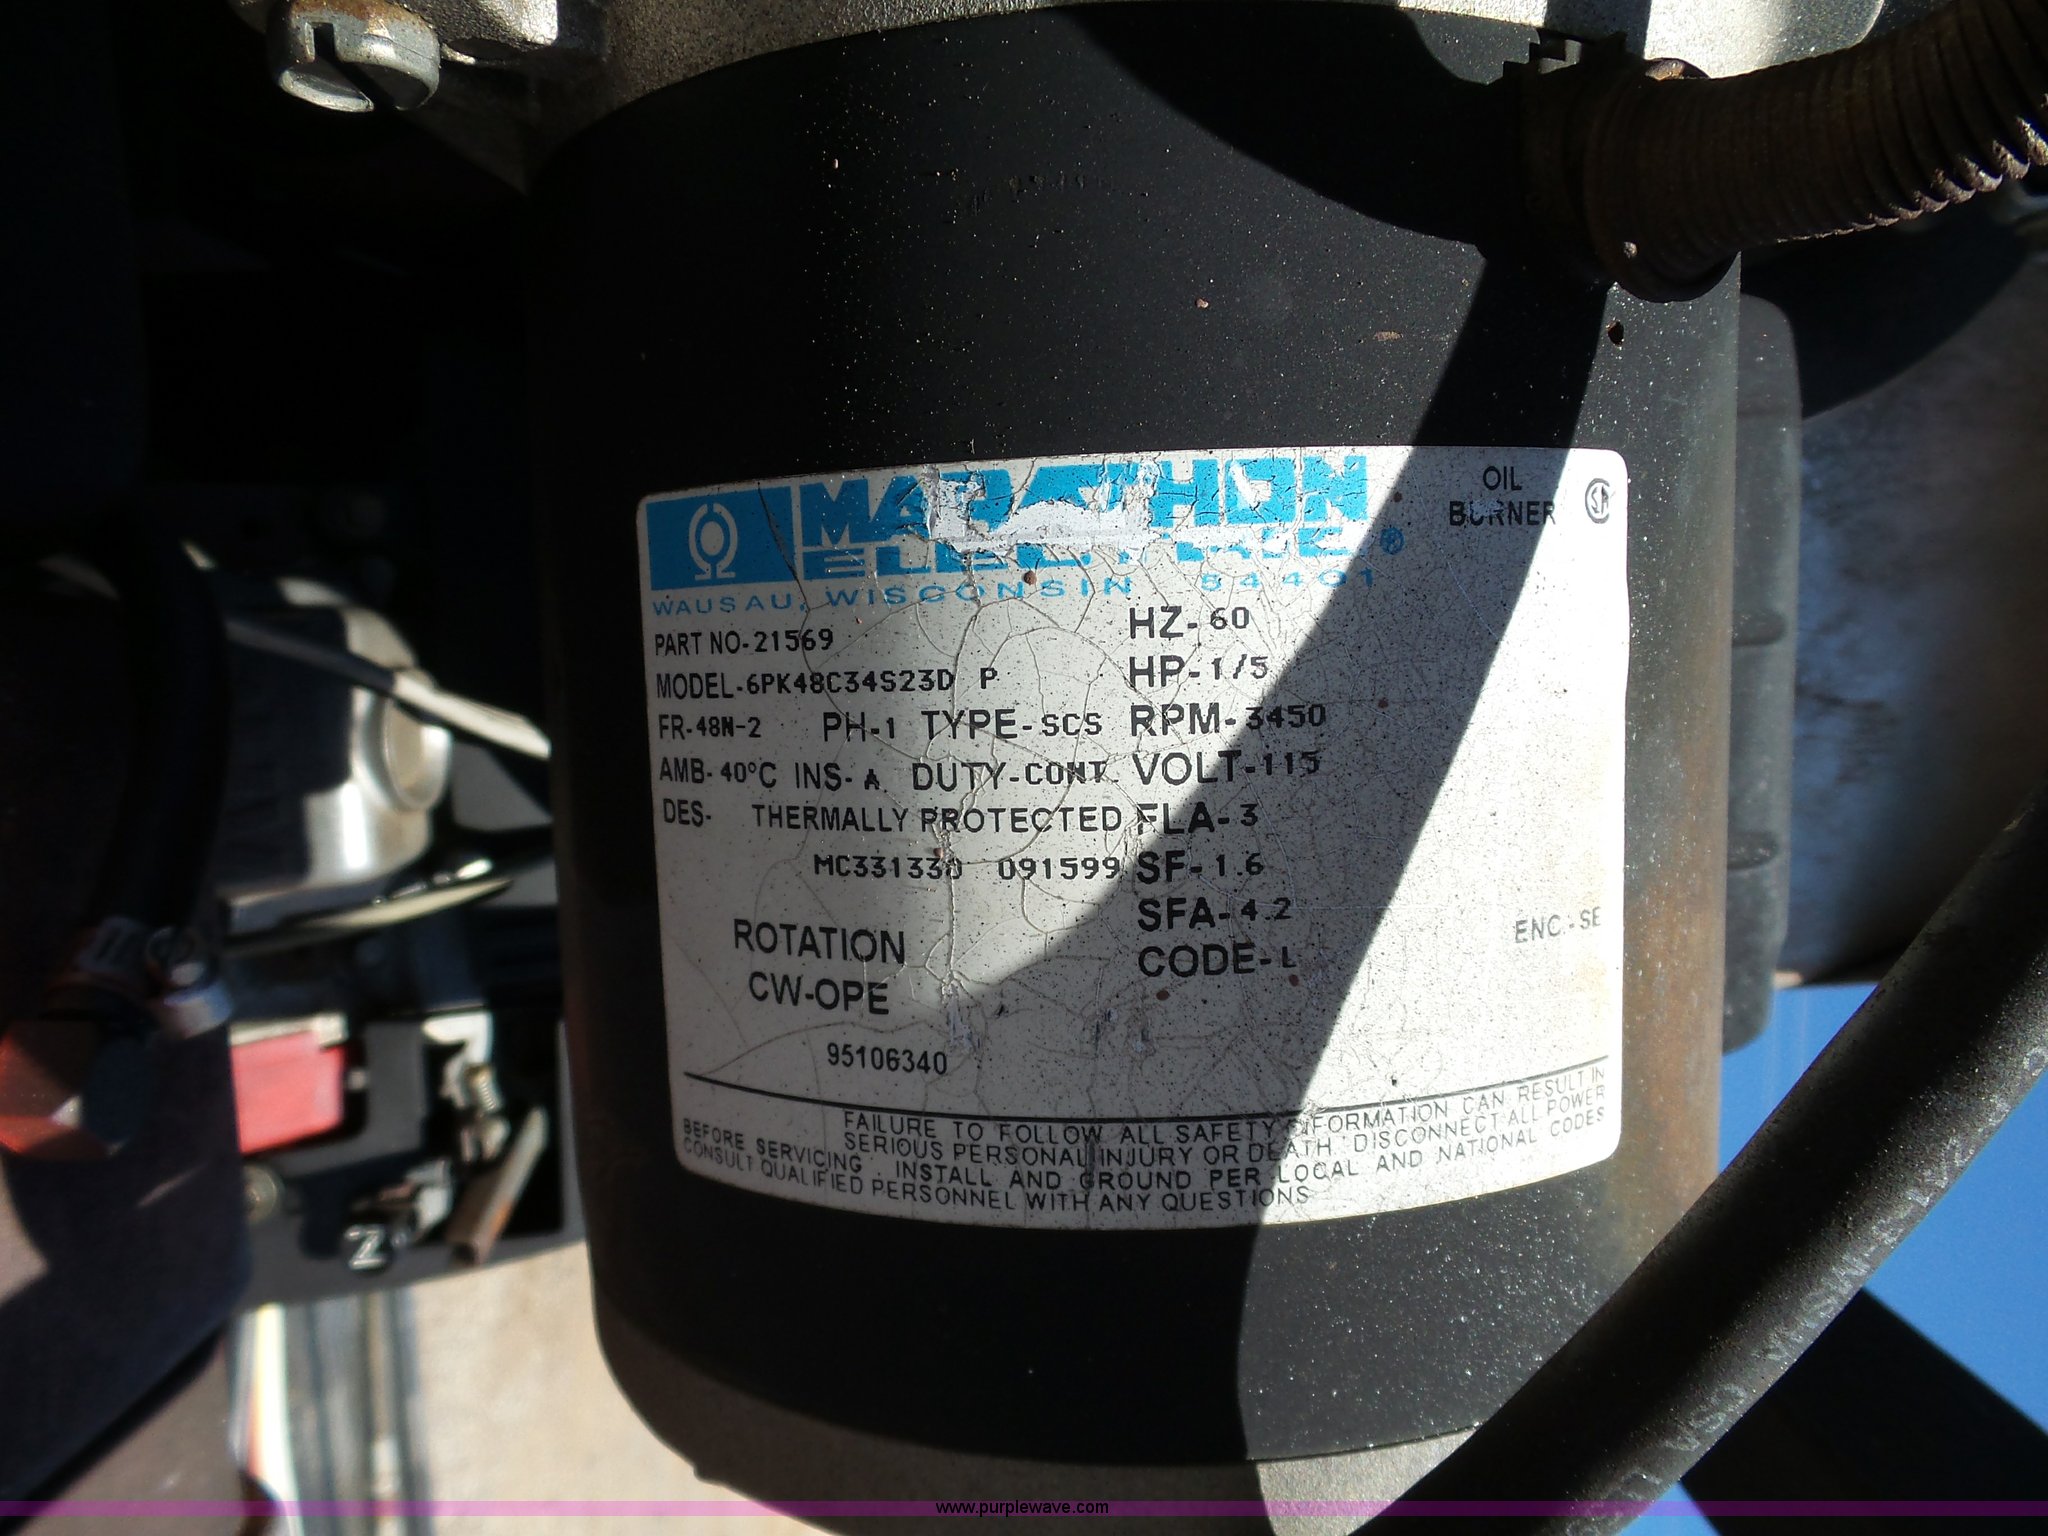 MARATHON
ELECTRIC ®
WAUSAU, WISCONSIN 54401
OIL
BURNER
SA
PART NO-21569
MODEL-6PK48C34S23D P
FR-48N-2 PH-1 TYPE-SCS
AMB-40°C INS-A DUTY-CONT
DES- THERMALLY PROTECTED
MC331330 091599
HZ-60
HP-1/5
RPM-3450
VOLT-115
FLA-3
SF-1.6
SFA-4.2
CODE-L
ENC.-SE
ROTATION
CW-OPE
95106340
FAILURE TO FOLLOW ALL SAFETY INFORMATION CAN RESULT IN
SERIOUS PERSONAL INJURY OR DEATH. DISCONNECT ALL POWER
BEFORE SERVICING. INSTALL AND GROUND PER LOCAL AND NATIONAL CODES
CONSULT QUALIFIED PERSONNEL WITH ANY QUESTIONS
www.purplewave.com